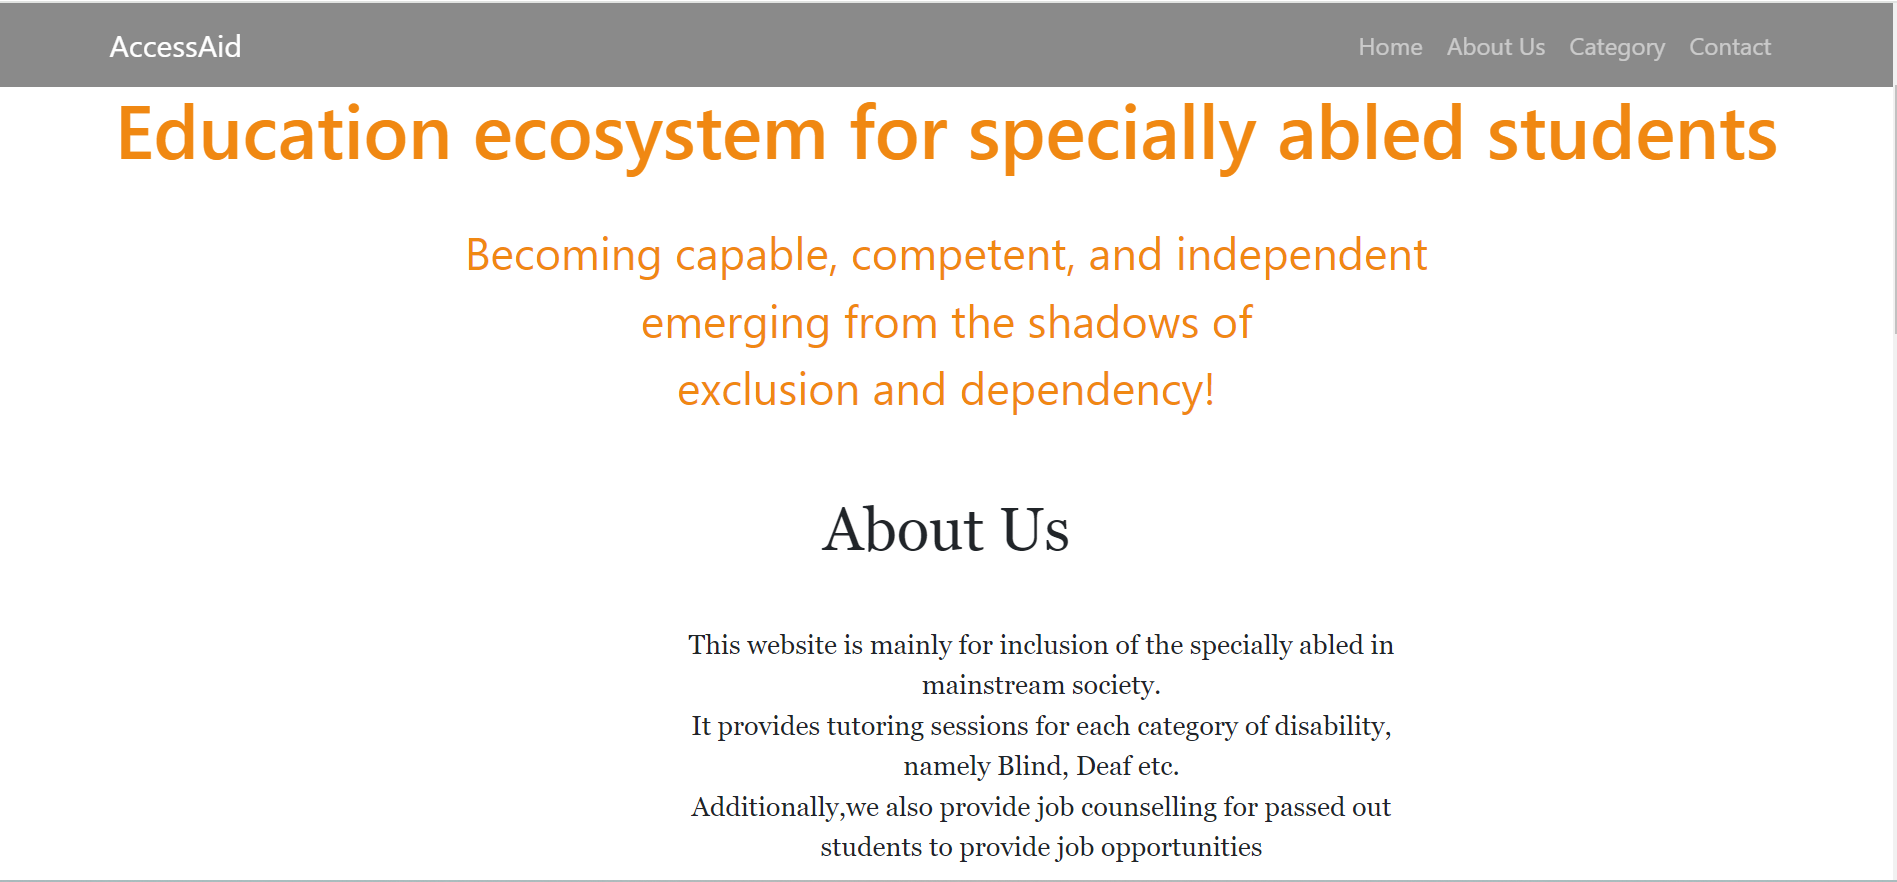 AccessAid
Home About Us Category Contact
Education ecosystem for specially abled students
Becoming capable, competent, and independent
emerging from the shadows of
exclusion and dependency!
About Us
This website is mainly for inclusion of the specially abled in
mainstream society.
It provides tutoring sessions for each category of disability,
namely Blind, Deaf etc.
Additionally,we also provide job counselling for passed out
students to provide job opportunities